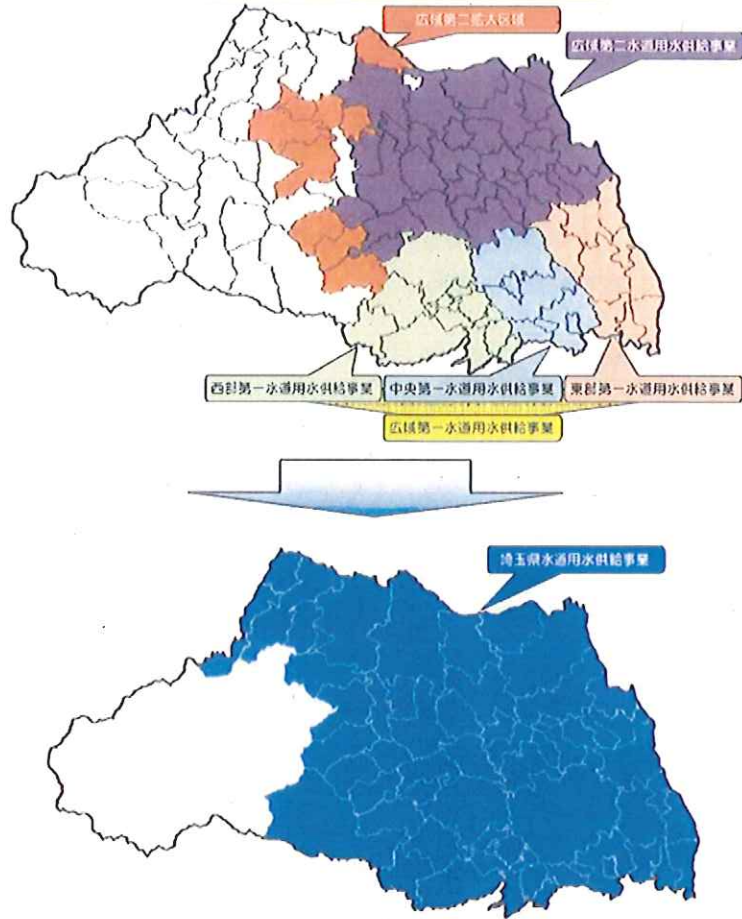 広域第二拡大区域
広域第二水道用水供給事業
西部第一水道用水供給事業
中央第一水道用水供給事業
東部第一水道用水供給事業
広域第一水道用水供給事業
埼玉県水道用水供給事業